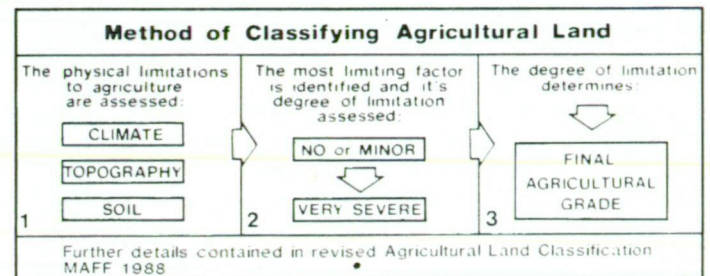 Method of Classifying Agricultural Land
The physical limitations
to agriculture
are assessed:
CLIMATE
TOPOGRAPHY
SOIL
1
The most limiting factor
is identified and it's
degree of limitation
assessed:
NO or MINOR
VERY SEVERE
2
The degree of limitation
determines:
FINAL
AGRICULTURAL
GRADE
3
Further details contained in revised Agricultural Land Classification
MAFF 1988